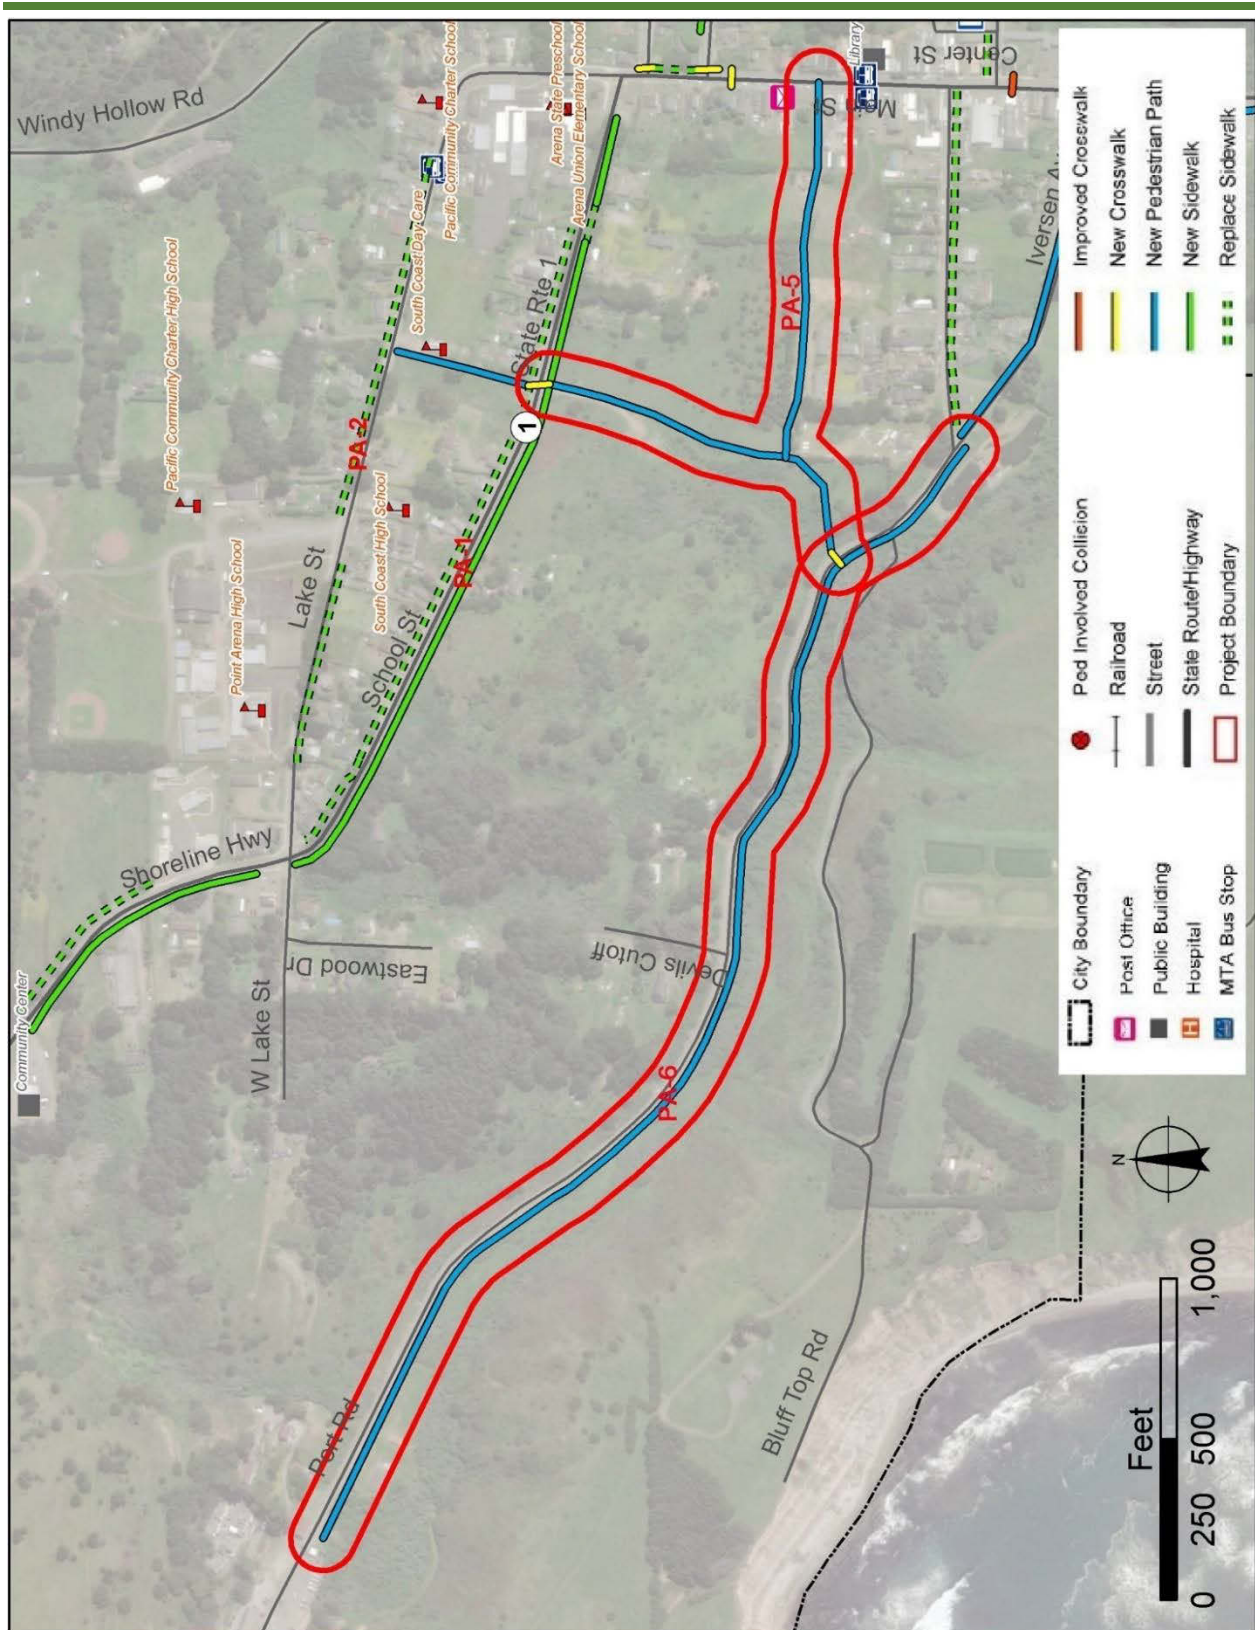 Windy Hollow Rd
Pacific Community Charter School
Arena State Preschool
Arena Union Elementary School
Library
Center St
Main St
South Coast Day Care
Pacific Community Charter High School
State Rte 1
1
PA-5
Iversen Av
PA-2
South Coast High School
PA-1
Point Arena High School
Lake St
School St
Shoreline Hwy
Community Center
Eastwood Dr
W Lake St
Devils Cutoff
PA-6
Port Rd
Bluff Top Rd
N
Feet
0 250 500 1,000
City Boundary
Post Office
Public Building
H Hospital
MTA Bus Stop
Ped Involved Collision
Railroad
Street
State Route/Highway
Project Boundary
Improved Crosswalk
New Crosswalk
New Pedestrian Path
New Sidewalk
Replace Sidewalk